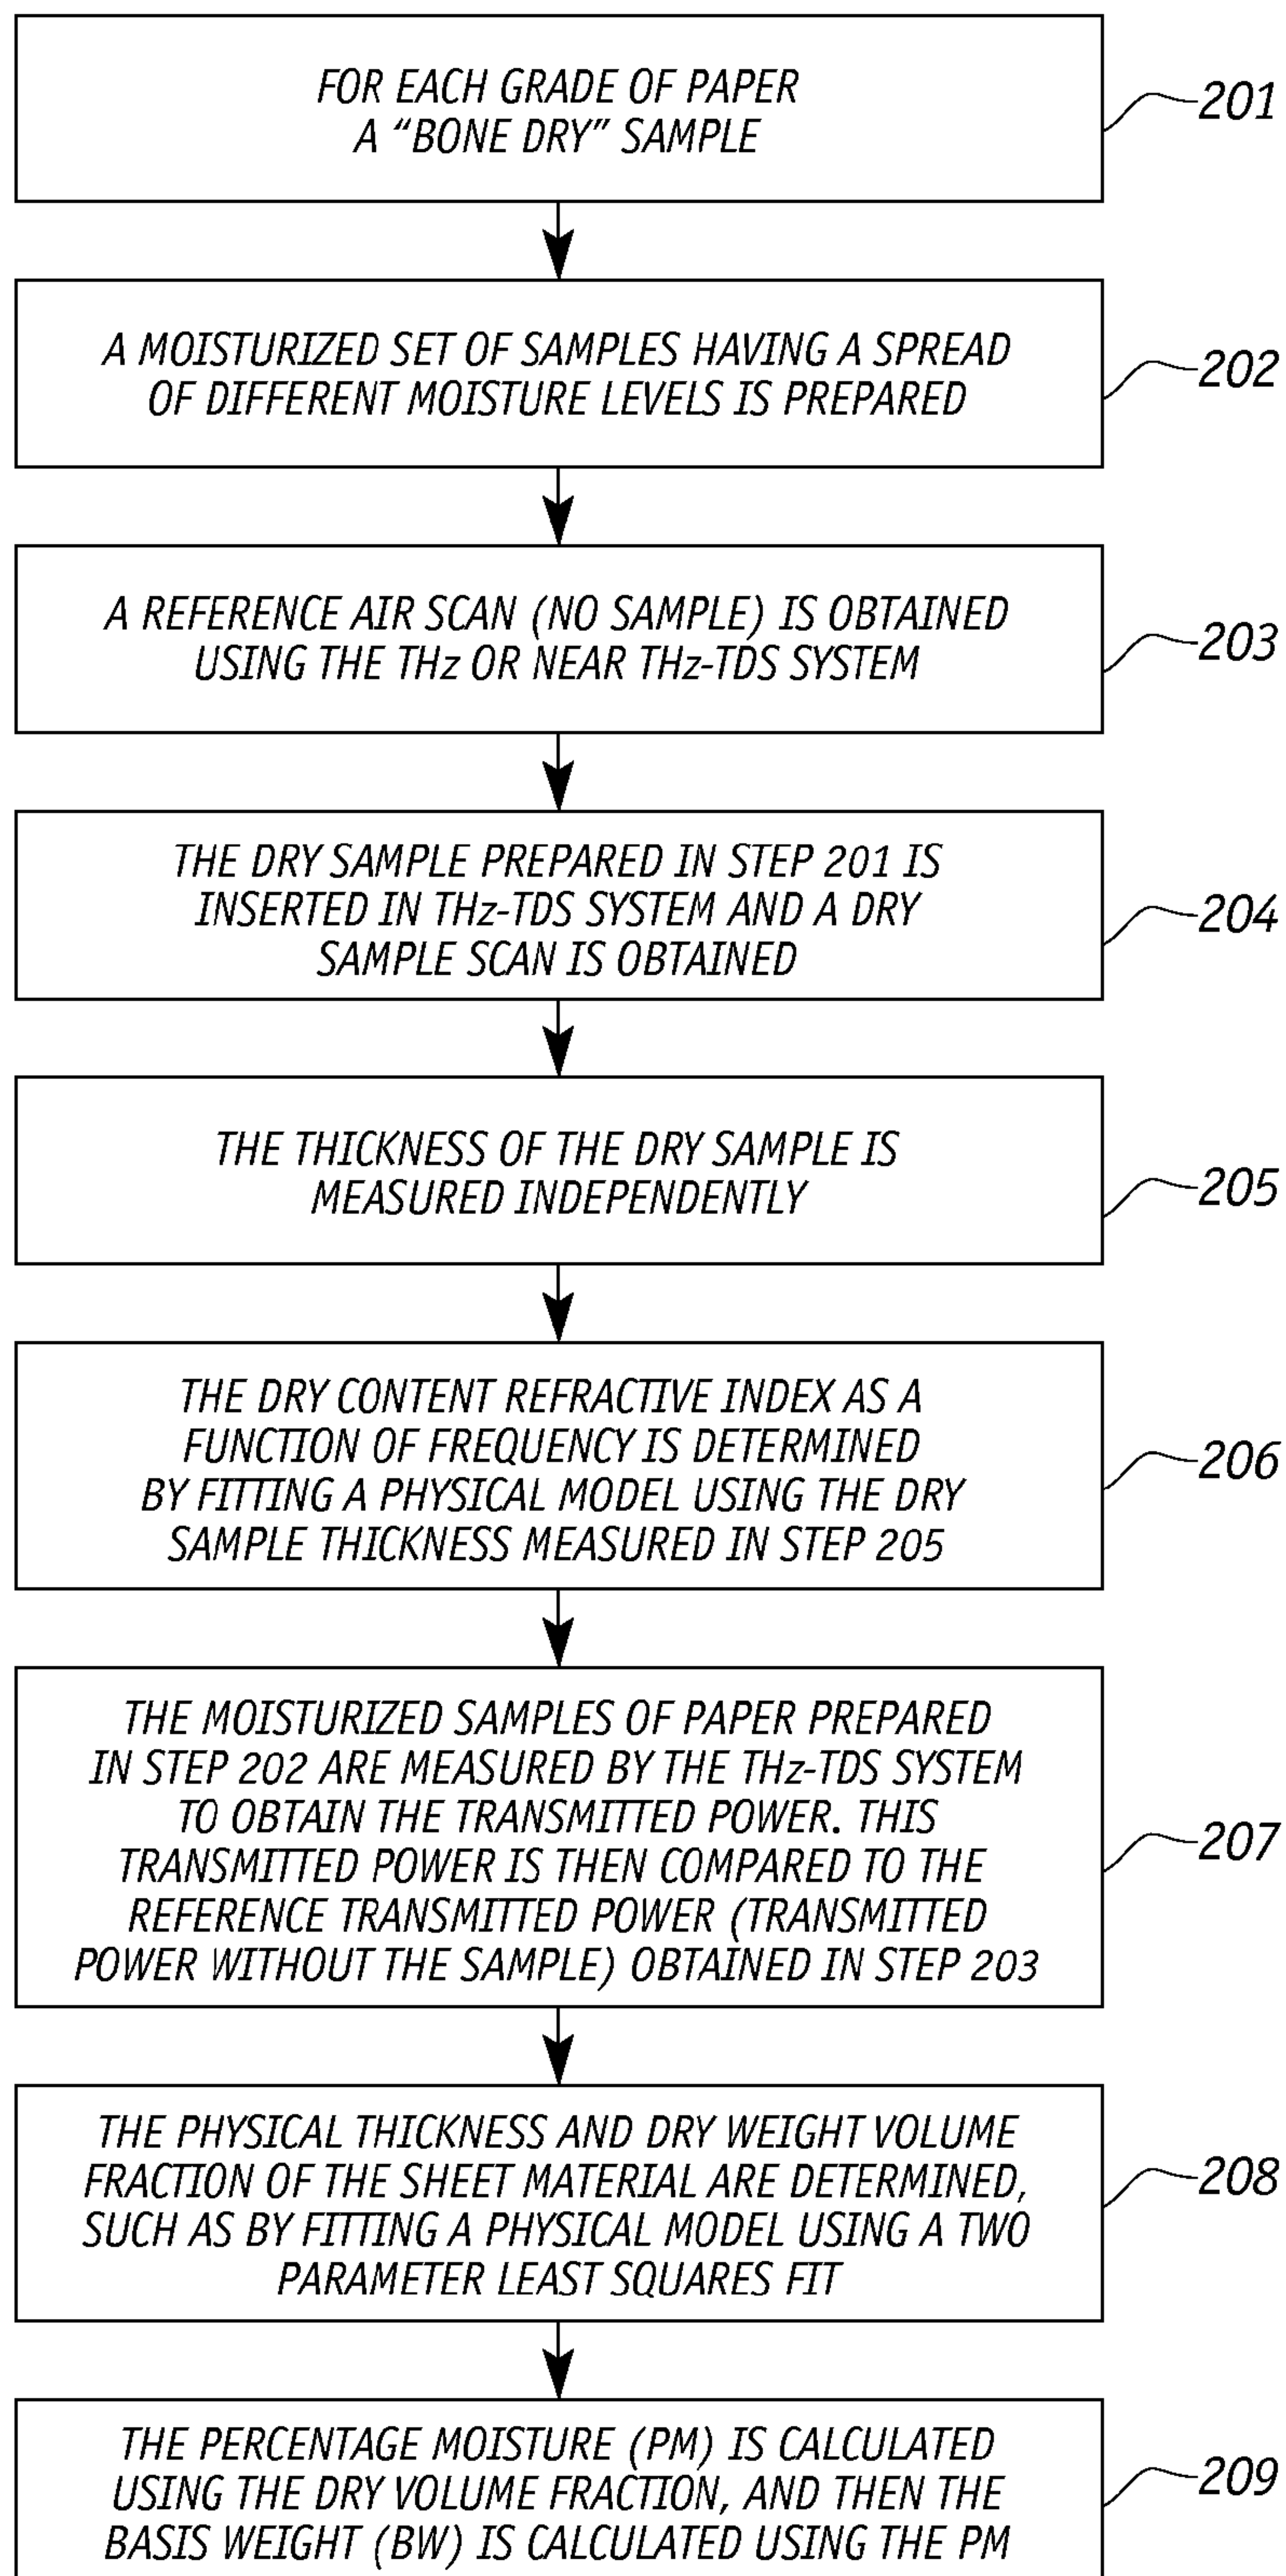 FOR EACH GRADE OF PAPER
A “BONE DRY” SAMPLE
201
A MOISTURIZED SET OF SAMPLES HAVING A SPREAD
OF DIFFERENT MOISTURE LEVELS IS PREPARED
202
A REFERENCE AIR SCAN (NO SAMPLE) IS OBTAINED
USING THE THz OR NEAR THz-TDS SYSTEM
203
THE DRY SAMPLE PREPARED IN STEP 201 IS
INSERTED IN THz-TDS SYSTEM AND A DRY
SAMPLE SCAN IS OBTAINED
204
THE THICKNESS OF THE DRY SAMPLE IS
MEASURED INDEPENDENTLY
205
THE DRY CONTENT REFRACTIVE INDEX AS A
FUNCTION OF FREQUENCY IS DETERMINED
BY FITTING A PHYSICAL MODEL USING THE DRY
SAMPLE THICKNESS MEASURED IN STEP 205
206
THE MOISTURIZED SAMPLES OF PAPER PREPARED
IN STEP 202 ARE MEASURED BY THE THz-TDS SYSTEM
TO OBTAIN THE TRANSMITTED POWER. THIS
TRANSMITTED POWER IS THEN COMPARED TO THE
REFERENCE TRANSMITTED POWER (TRANSMITTED
POWER WITHOUT THE SAMPLE) OBTAINED IN STEP 203
207
THE PHYSICAL THICKNESS AND DRY WEIGHT VOLUME
FRACTION OF THE SHEET MATERIAL ARE DETERMINED,
SUCH AS BY FITTING A PHYSICAL MODEL USING A TWO
PARAMETER LEAST SQUARES FIT
208
THE PERCENTAGE MOISTURE (PM) IS CALCULATED
USING THE DRY VOLUME FRACTION, AND THEN THE
BASIS WEIGHT (BW) IS CALCULATED USING THE PM
209